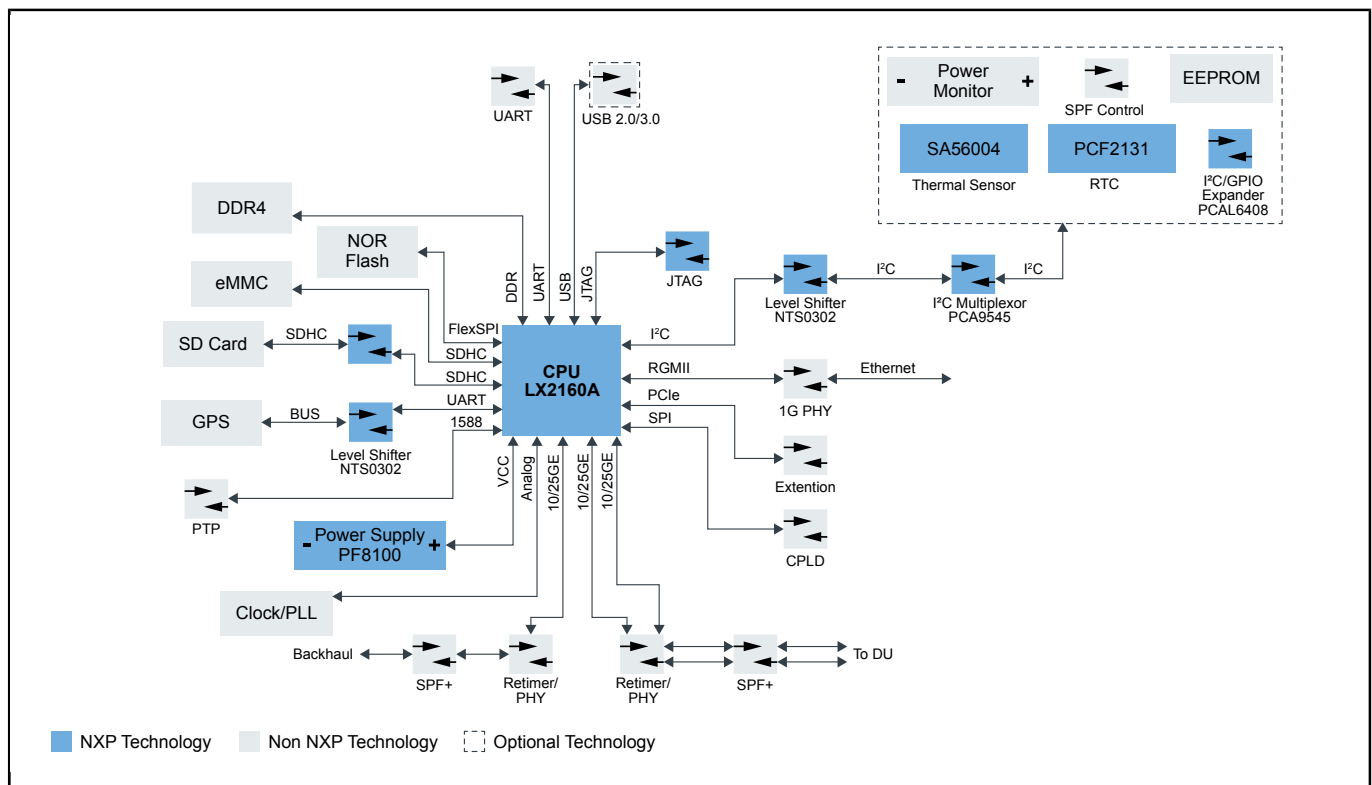 - Power Monitor +
SPF Control
EEPROM
UART
USB 2.0/3.0
SA56004
Thermal Sensor
PCF2131
RTC
I²C/GPIO
Expander
PCAL6408
DDR4
NOR
Flash
eMMC
SD Card
SDHC
GPS
BUS
Level Shifter
NTS0302
PTP
DDR
UART
USB
JTAG
JTAG
FlexSPI
SDHC
SDHC
UART
1588
CPU
LX2160A
I²C
Level Shifter
NTS0302
I²C
I²C Multiplexor
PCA9545
I²C
RGMII
1G PHY
Ethernet
PCIe
Extention
SPI
CPLD
VCC
Analog
10/25GE
10/25GE
10/25GE
- Power Supply +
PF8100
Clock/PLL
Backhaul
SPF+
Retimer/
PHY
Retimer/
PHY
SPF+
To DU
NXP Technology
Non NXP Technology
Optional Technology